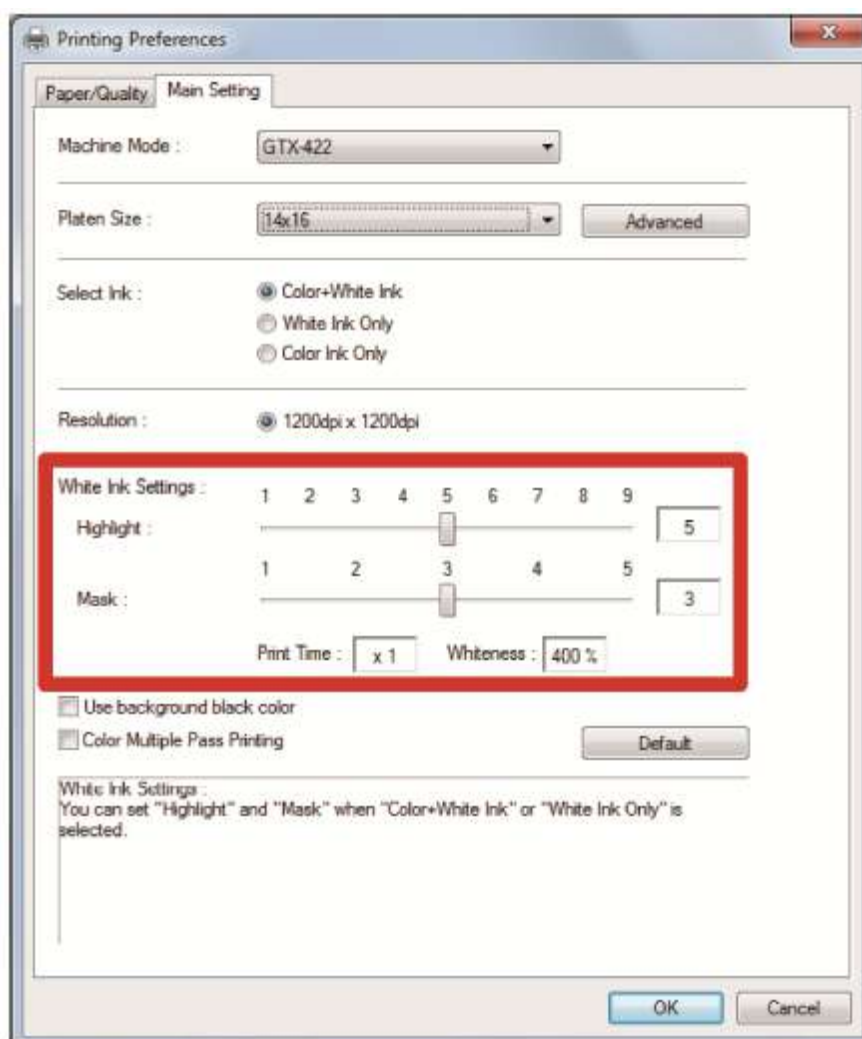 Printing Preferences
Paper/Quality Main Setting
Machine Mode : GTX-422
Platen Size : 14x16 Advanced
Select Ink : Color+White Ink
White Ink Only
Color Ink Only
Resolution : 1200dpi x 1200dpi
White Ink Settings : 1 2 3 4 5 6 7 8 9
Highlight : 5
1 2 3 4 5
Mask : 3
Print Time : x 1 Whiteness : 400 %
Use background black color
Color Multiple Pass Printing Default
White Ink Settings :
You can set "Highlight" and "Mask" when "Color+White Ink" or "White Ink Only" is
selected.
OK Cancel